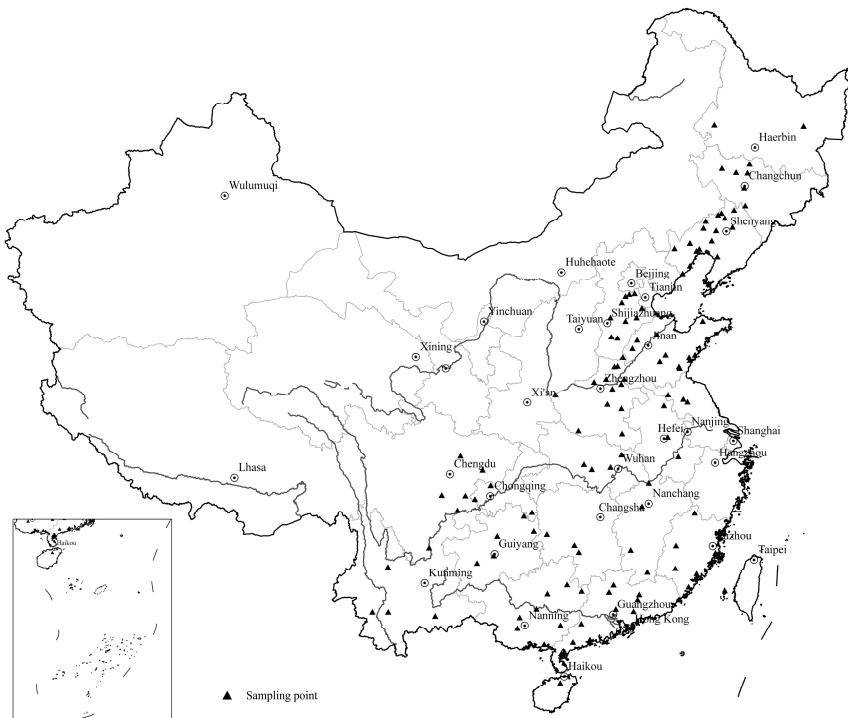 Haerbin
Changchun
Wulumuqi
Shenyang
Huhehaote
Beijing
Tianjin
Yinchuan
Taiyuan
Shijiazhuang
Jinan
Xining
Zhengzhou
Xi'an
Nanjing
Hefei
Shanghai
Hangzhou
Lhasa
Chengdu
Wuhan
Chongqing
Nanchang
Changsha
Fuzhou
Taipei
Guiyang
Kunming
Guangzhou
Nanning
Hong Kong
Haikou
Haikou
Sampling point